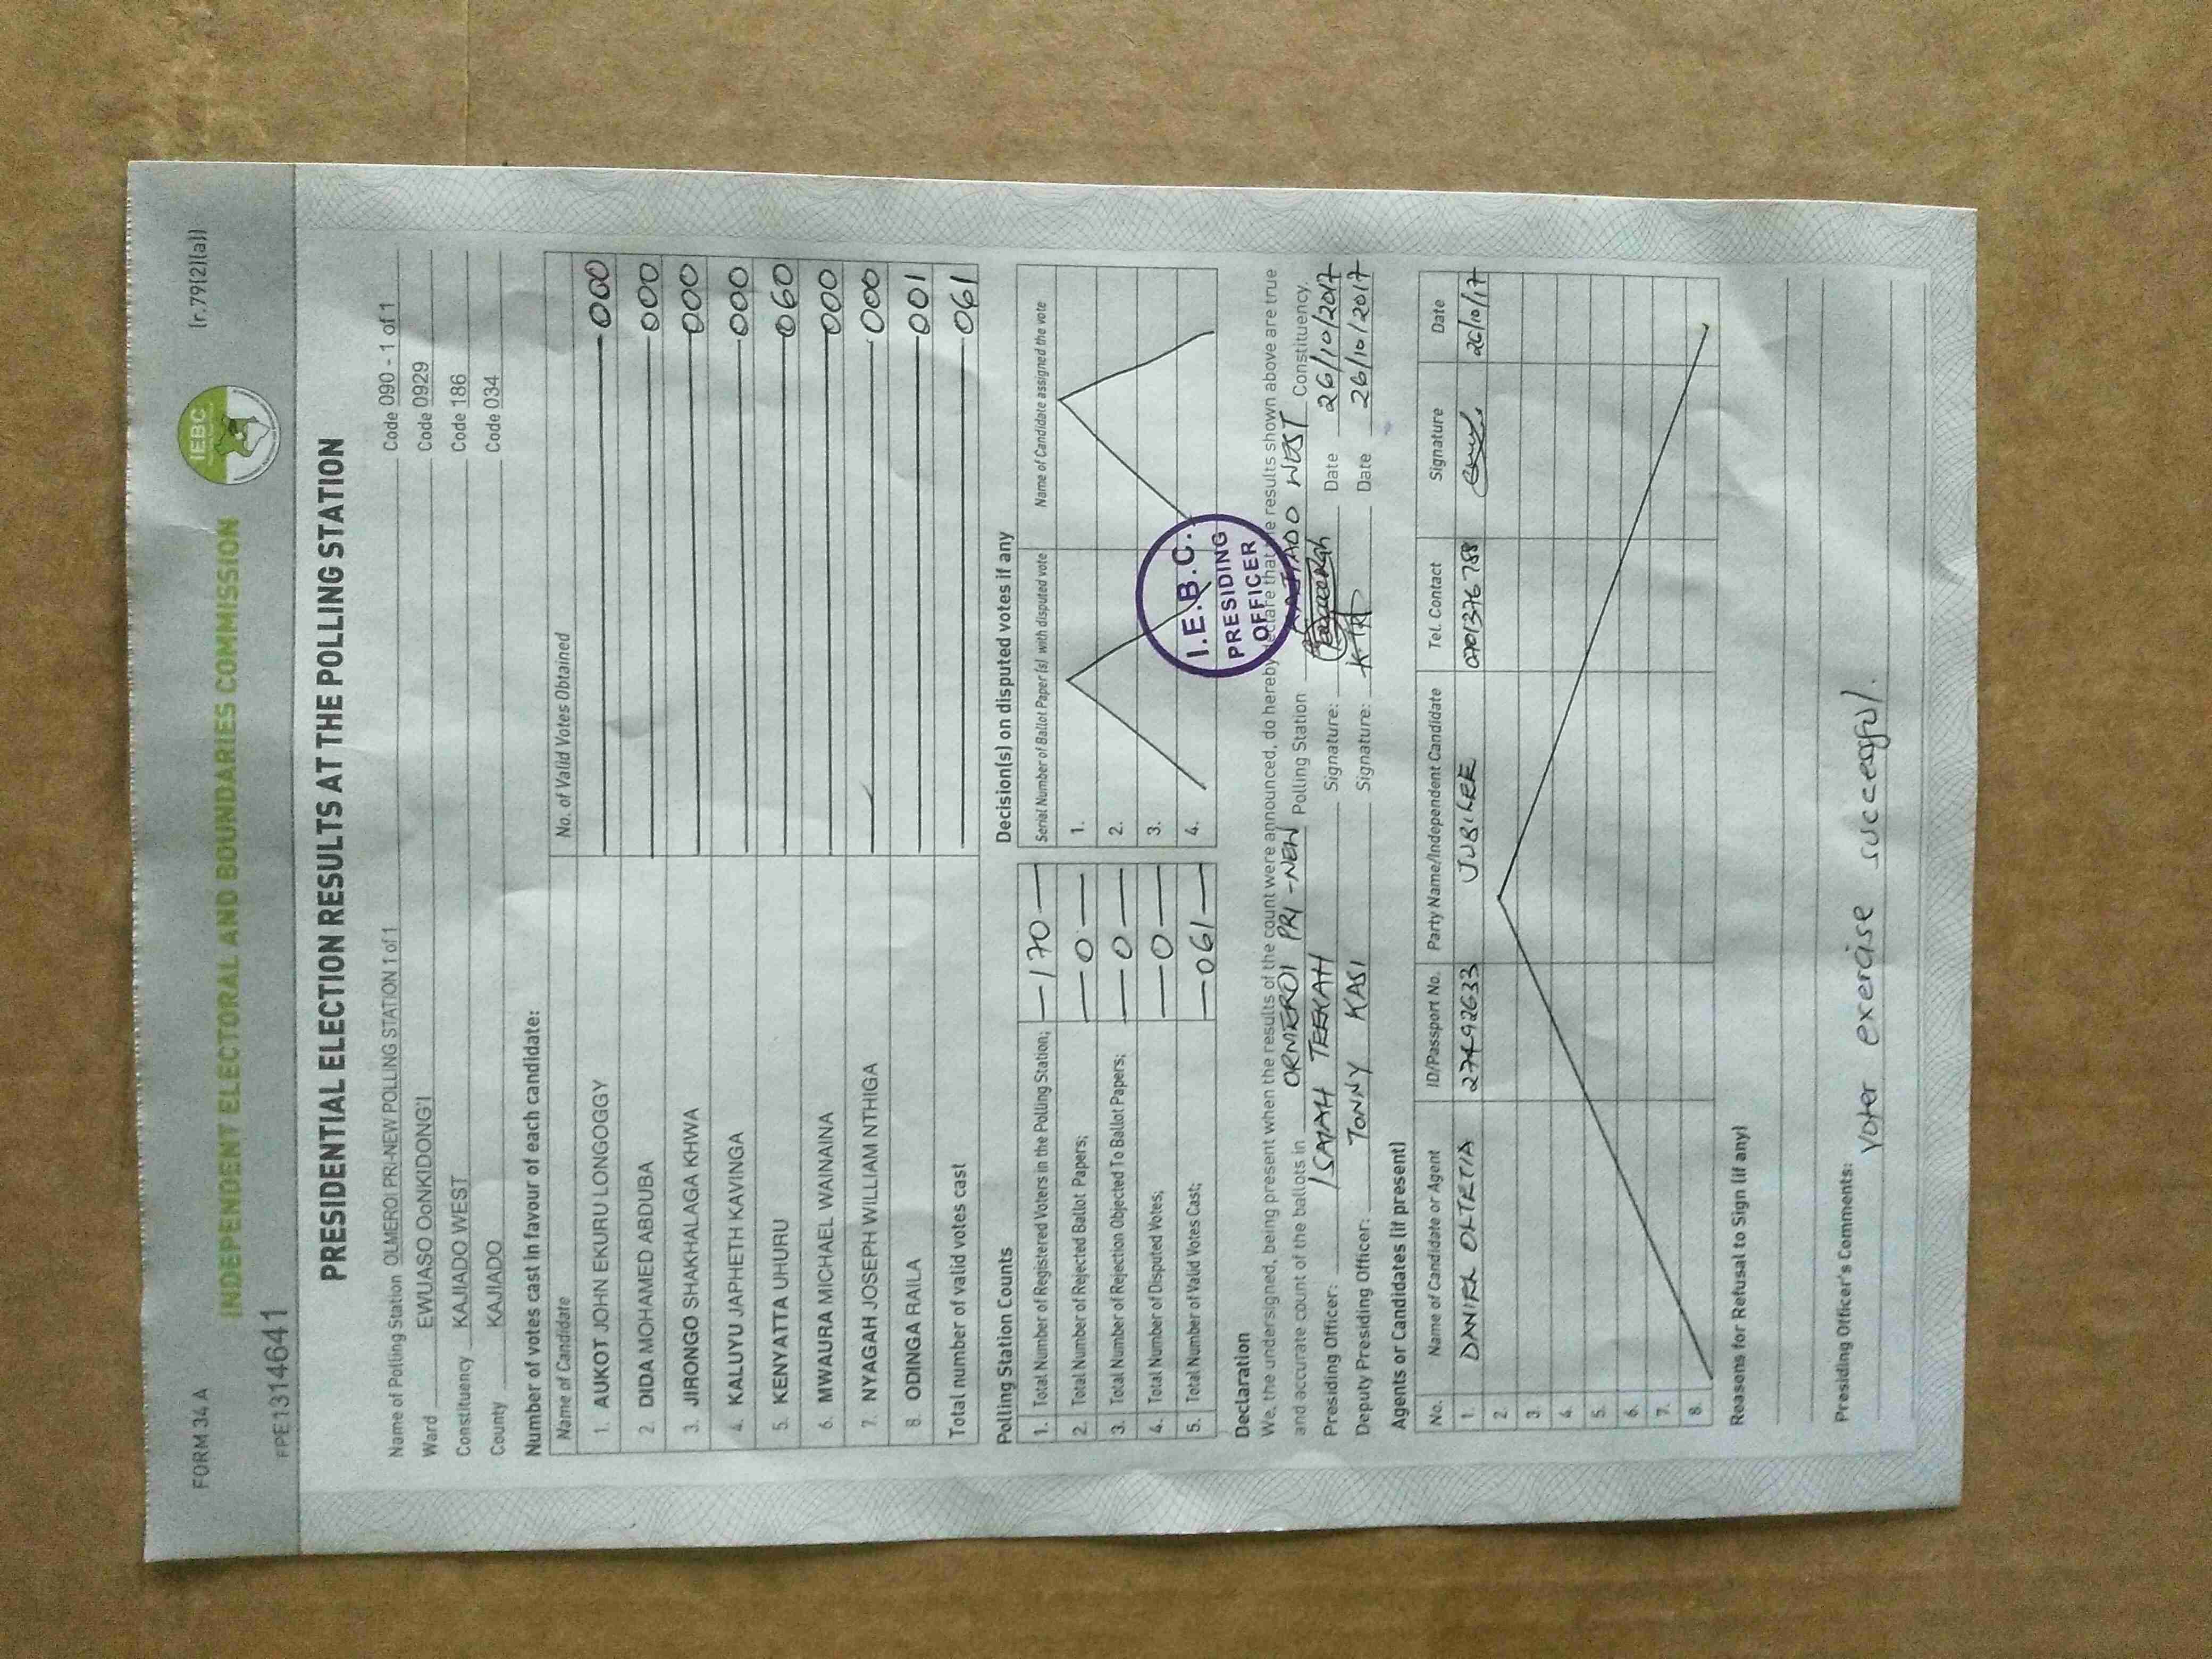 FORM 34 A
(r.79(2)(a))
INDEPENDENT ELECTORAL AND BOUNDARIES COMMISSION
IEBC
PPE1314641
PRESIDENTIAL ELECTION RESULTS AT THE POLLING STATION
Name of Polling Station OLMEROI PRI-NEW POLLING STATION 1 of 1 Code 090 - 1 of 1
Ward EWUASO OoNKIDONG'I Code 0929
Constituency KAJIADO WEST Code 186
County KAJIADO Code 034
Number of votes cast in favour of each candidate:
Name of Candidate No. of Valid Votes Obtained
1. AUKOT JOHN EKURU LONGOGGY 000
2. DIDA MOHAMED ABDUBA 000
3. JIRONGO SHAKHALAGA KHWA 000
4. KALUYU JAPHETH KAVINGA 000
5. KENYATTA UHURU 060
6. MWAURA MICHAEL WAINAINA 000
7. NYAGAH JOSEPH WILLIAM NTHIGA 000
8. ODINGA RAILA 001
Total number of valid votes cast 061
Polling Station Counts
1. Total Number of Registered Voters in the Polling Station; — 170 —
2. Total Number of Rejected Ballot Papers; — 0 —
3. Total Number of Rejection Objected To Ballot Papers; — 0 —
4. Total Number of Disputed Votes; — 0 —
5. Total Number of Valid Votes Cast; — 061 —
Decision(s) on disputed votes if any
Serial Number of Ballot Paper (s) with disputed vote Name of Candidate assigned the vote
1.
2.
3.
4.
I.E.B.C.
PRESIDING
OFFICER
Declaration
We, the undersigned, being present when the results of the count were announced, do hereby declare that the results shown above are true
and accurate count of the ballots in ORMEROI PRI - NEW Polling Station KAJIADO WEST Constituency.
Presiding Officer: ISAIAH TEEKAH Signature: Date 26/10/2017
Deputy Presiding Officer: TONNY KASI Signature: Date 26/10/2017
Agents or Candidates (if present)
No. Name of Candidate or Agent ID/Passport No. Party Name/Independent Candidate Tel. Contact Signature Date
1. DANIEL 27492633 JUBILEE 0701376788 26/10/17
2.
3.
4.
5.
6.
7.
8.
Reasons for Refusal to Sign (if any)
Presiding Officer's Comments:
Voter exercise successful.